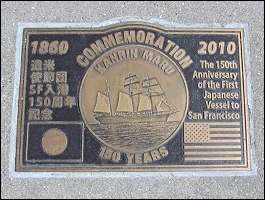 1860
COMMEMORATION
2010
KANRIN MARU
遣米
使節団
SF入港
150周年
記念
The 150th
Anniversary
of the First
Japanese
Vessel to
San Francisco
150 YEARS